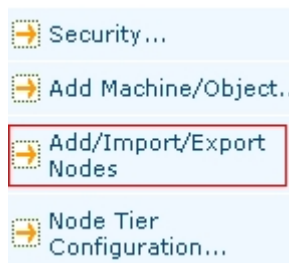 Security...
Add Machine/Object.
Add/Import/Export
Nodes
Node Tier
Configuration...